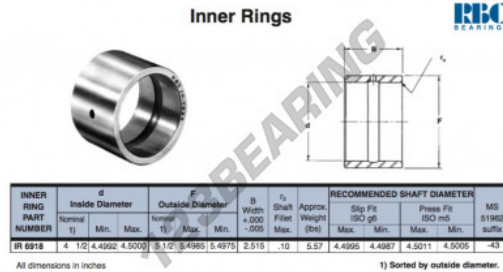 Inner Rings
RBC
BEARINGS
123BEARING
B
d
F
INNER RING PART NUMBER
d
Inside Diameter
Nominal 1) Min. Max.
F
Outside Diameter
Nominal 1) Max. Min.
B
Width
+.000
-.005
Shaft Fillet Max.
Approx. Weight (lbs)
RECOMMENDED SHAFT DIAMETER
Slip Fit
ISO g6
Max. Min.
Press Fit
ISO m5
Max. Min.
MS
51962
suffix
IR 6918 4 1/2 4.4992 4.5000 5 1/2 5.4985 5.4975 2.515 .10 5.57 4.4995 4.4987 4.5011 4.5005 -43
All dimensions in inches
1) Sorted by outside diameter.